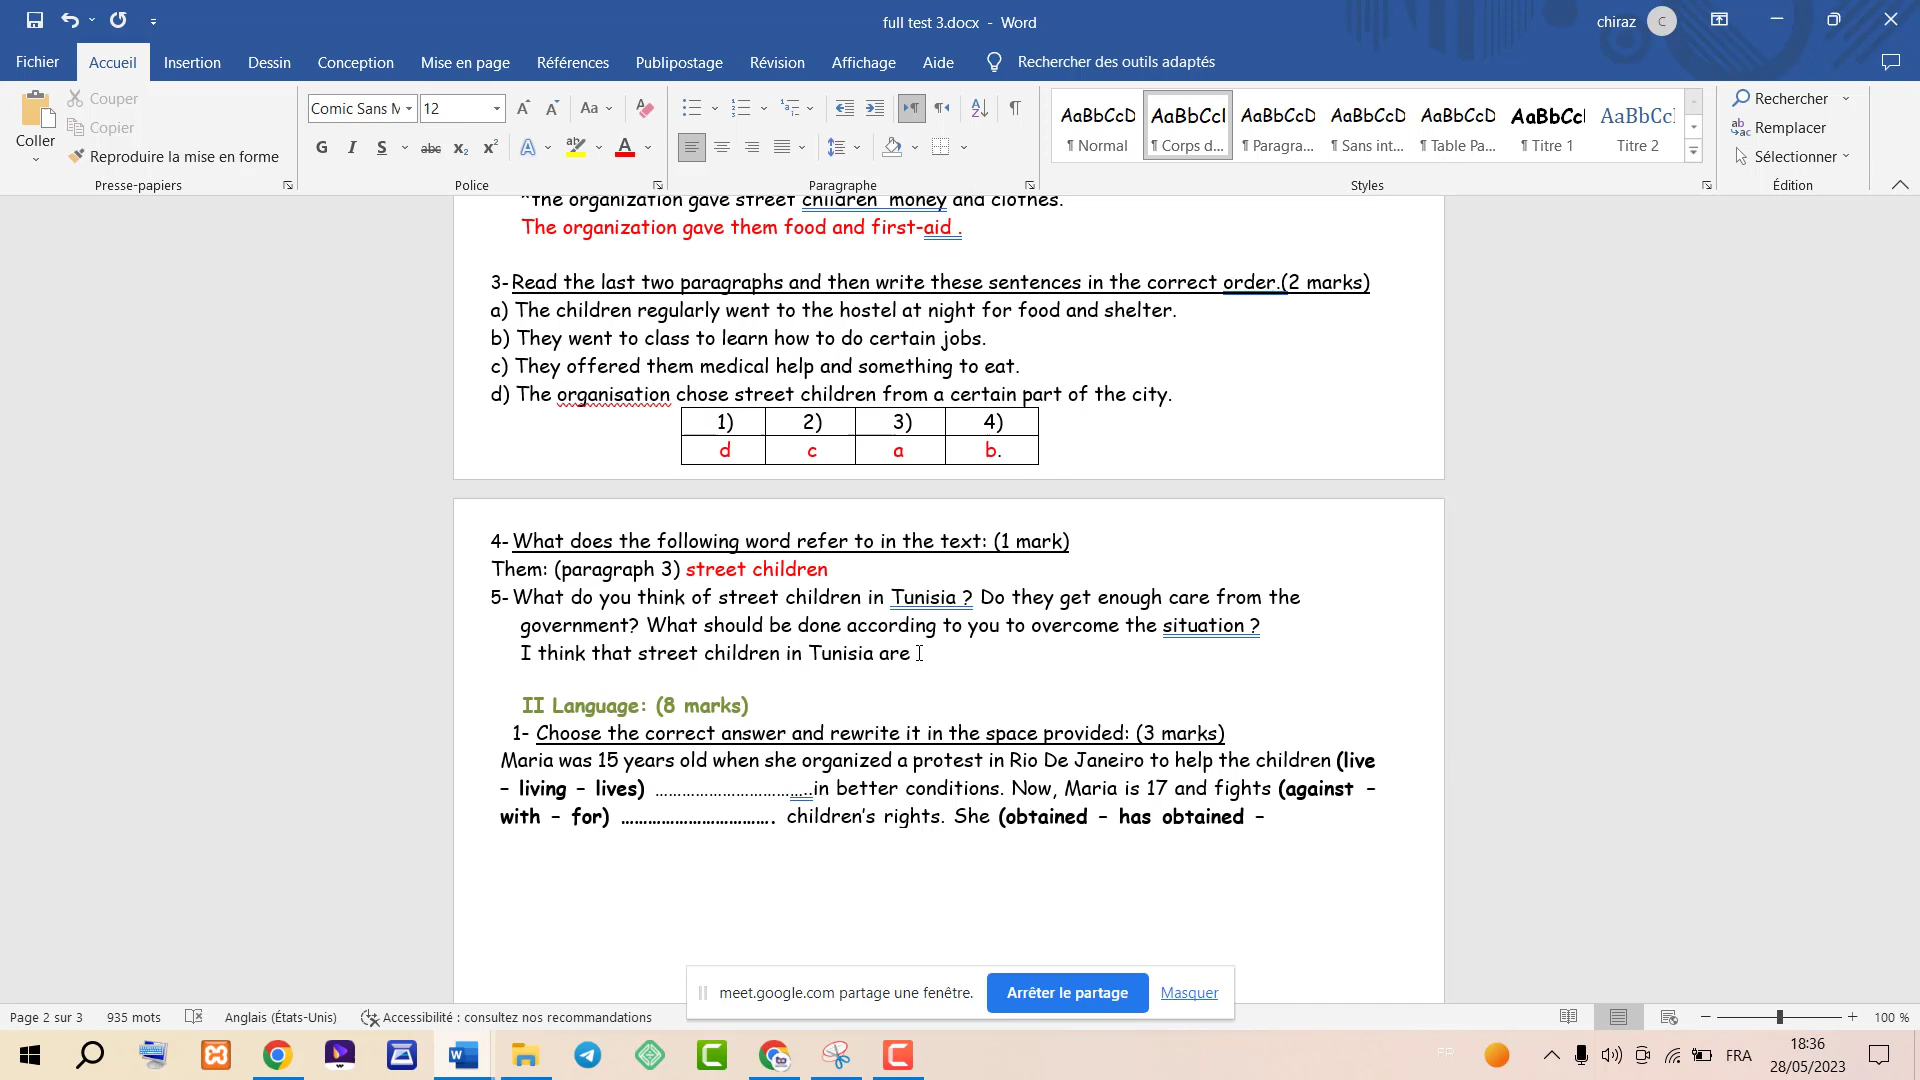 full test 3.docx - Word
chiraz
C
Fichier Accueil Insertion Dessin Conception Mise en page Références Publipostage Révision Affichage Aide Rechercher des outils adaptés
Coller
Couper
Copier
Reproduire la mise en forme
Presse-papiers
Comic Sans M 12
Aa
G I S abc x₂ x² A A
Police
Paragraphe
AaBbCcD AaBbCcI AaBbCcD AaBbCcD AaBbCcD AaBbCcI AaBbCcI
¶ Normal ¶ Corps d... ¶ Paragra... ¶ Sans int... ¶ Table Pa... ¶ Titre 1 Titre 2
Styles
Rechercher
Remplacer
Sélectionner
Édition
*The organization gave street children money and clothes.
The organization gave them food and first-aid .
3- Read the last two paragraphs and then write these sentences in the correct order.(2 marks)
a) The children regularly went to the hostel at night for food and shelter.
b) They went to class to learn how to do certain jobs.
c) They offered them medical help and something to eat.
d) The organisation chose street children from a certain part of the city.
1) 2) 3) 4)
d c a b.
4- What does the following word refer to in the text: (1 mark)
Them: (paragraph 3) street children
5- What do you think of street children in Tunisia ? Do they get enough care from the
government? What should be done according to you to overcome the situation ?
I think that street children in Tunisia are
II Language: (8 marks)
1- Choose the correct answer and rewrite it in the space provided: (3 marks)
Maria was 15 years old when she organized a protest in Rio De Janeiro to help the children (live
– living – lives) ……………………………..in better conditions. Now, Maria is 17 and fights (against –
with – for) ……………………………. children's rights. She (obtained – has obtained –
meet.google.com partage une fenêtre. Arrêter le partage Masquer
Page 2 sur 3 935 mots Anglais (États-Unis) Accessibilité : consultez nos recommandations 100 %
FRA
18:36
28/05/2023